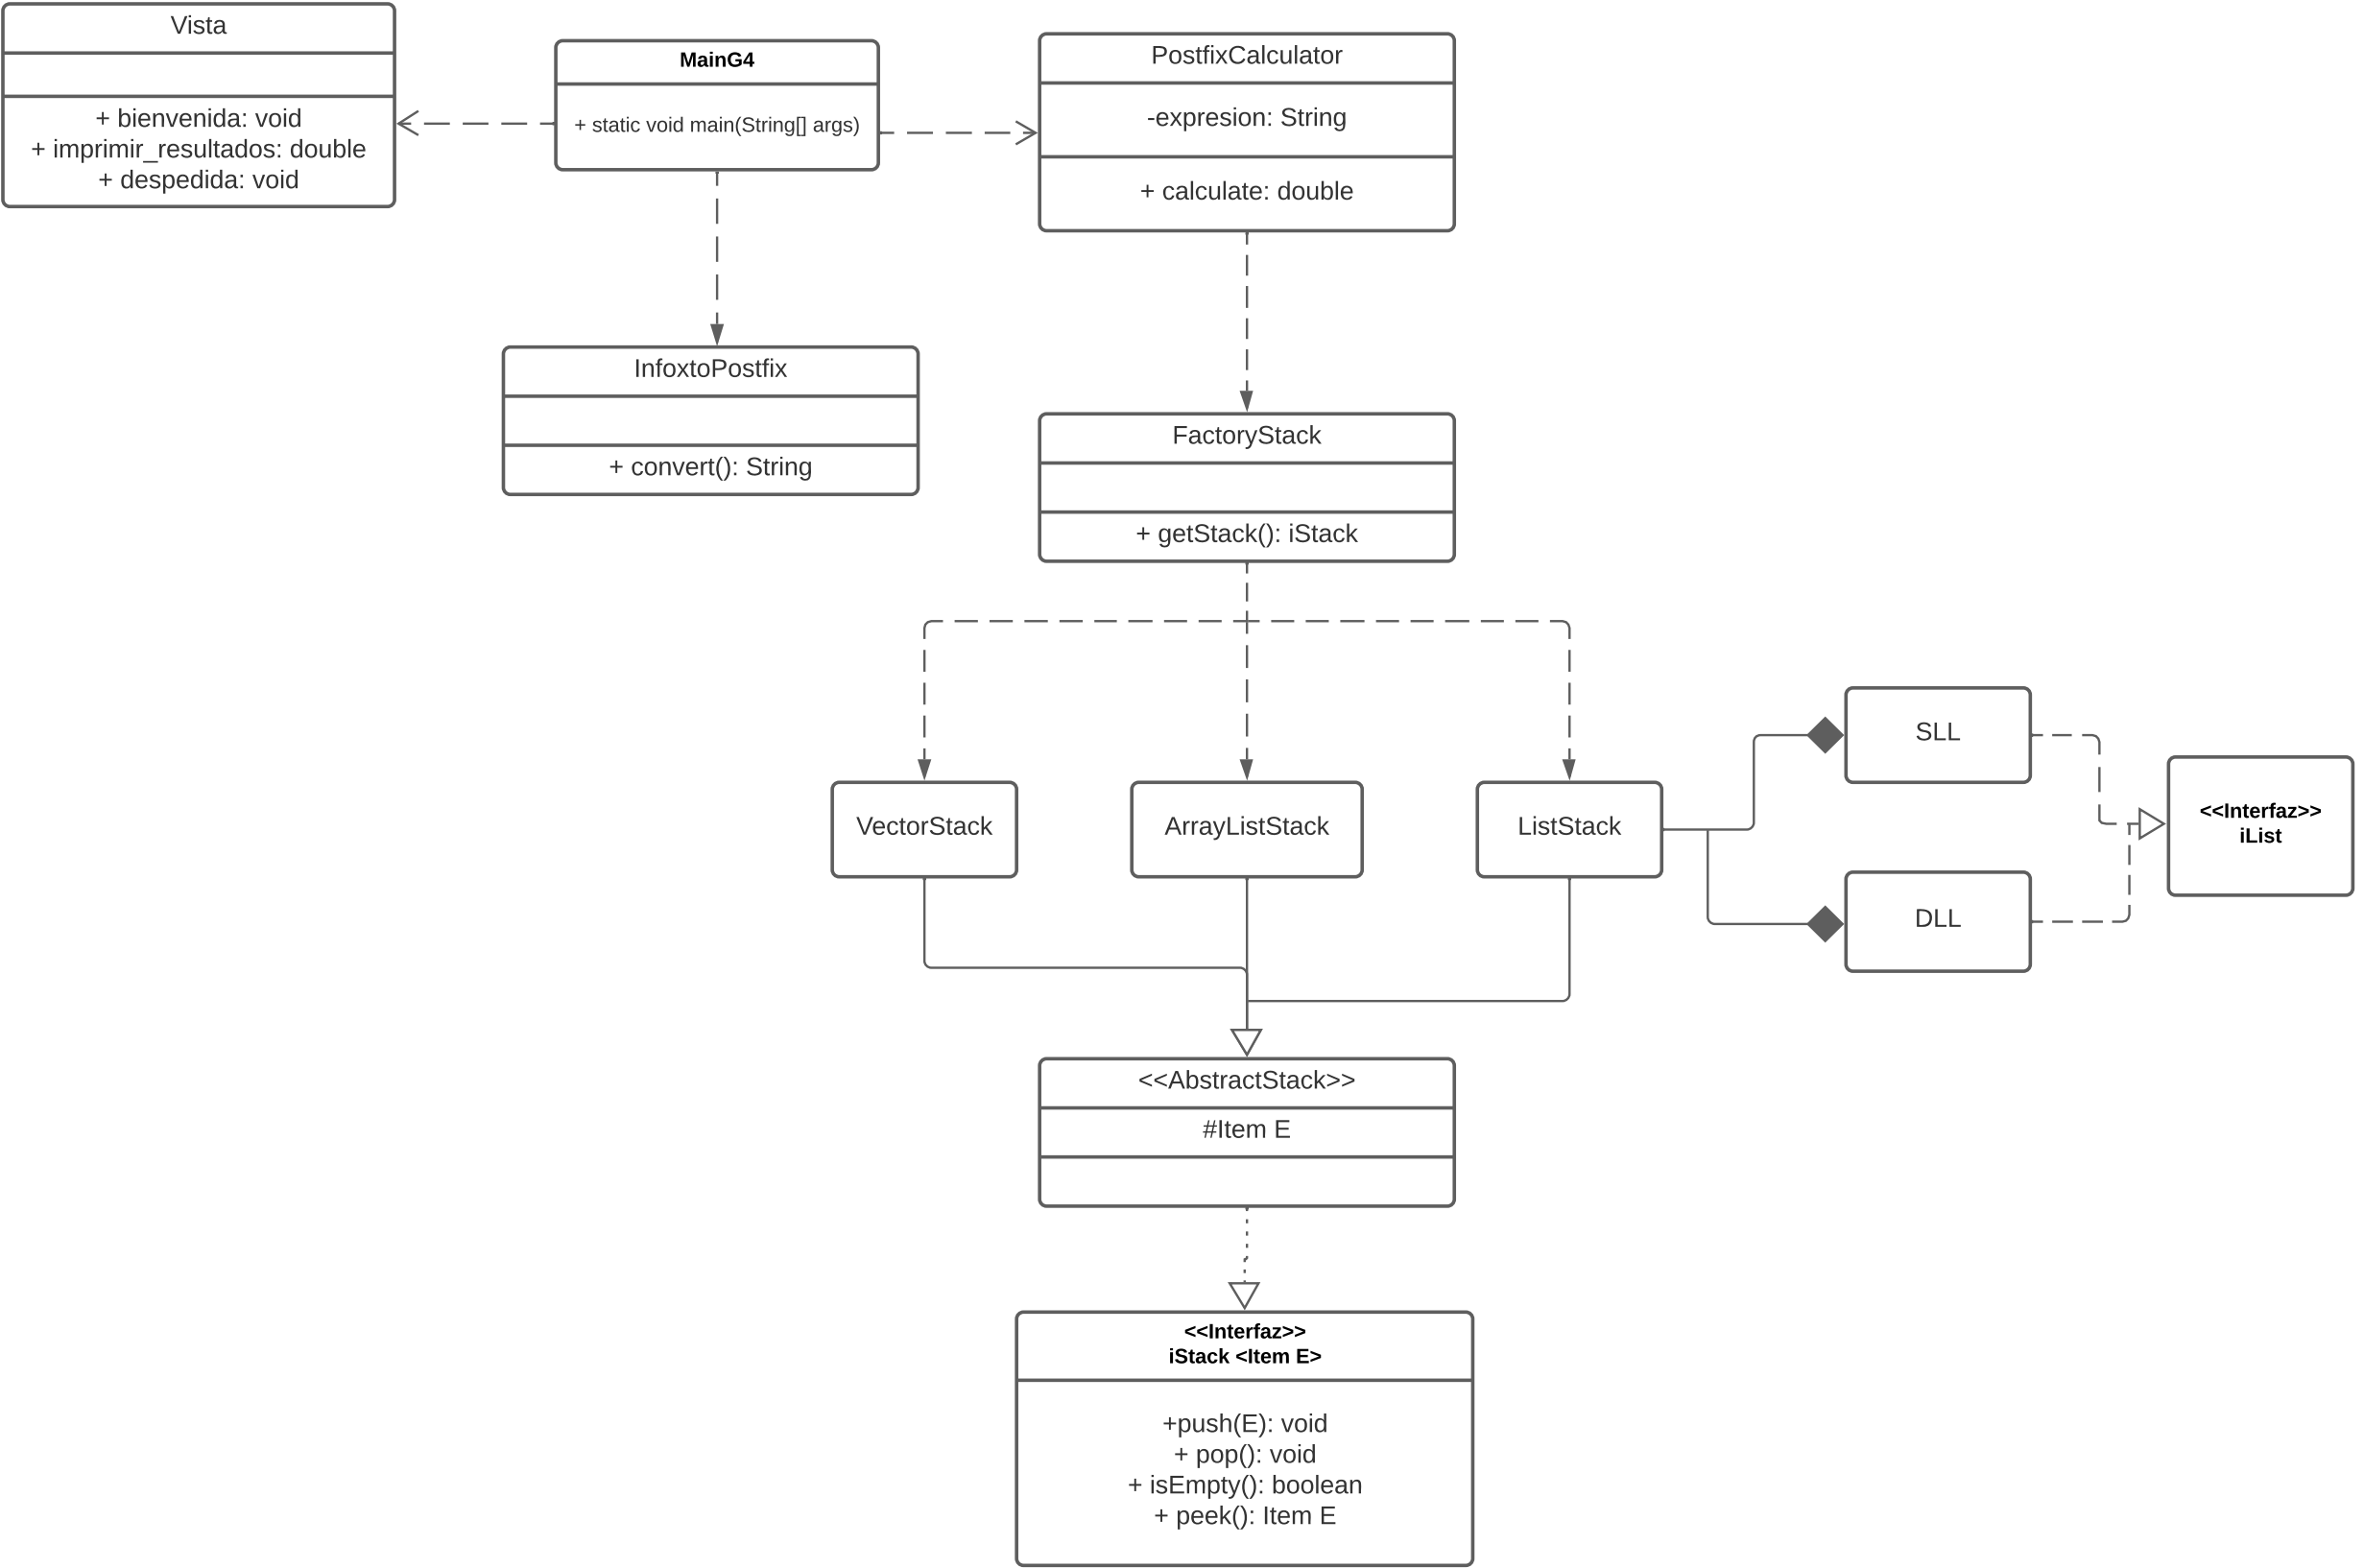 Vista
+ bienvenida: void
+ imprimir_resultados: double
+ despedida: void
MainG4
+ static void main(String[] args)
PostfixCalculator
-expresion: String
+ calculate: double
InfoxtoPostfix
+ convert(): String
FactoryStack
+ getStack(): iStack
VectorStack
ArrayListStack
ListStack
SLL
DLL
<<Interfaz>>
iList
<<AbstractStack>>
#Item E
<<Interfaz>>
iStack <Item E>
+push(E): void
+ pop(): void
+ isEmpty(): boolean
+ peek(): Item E